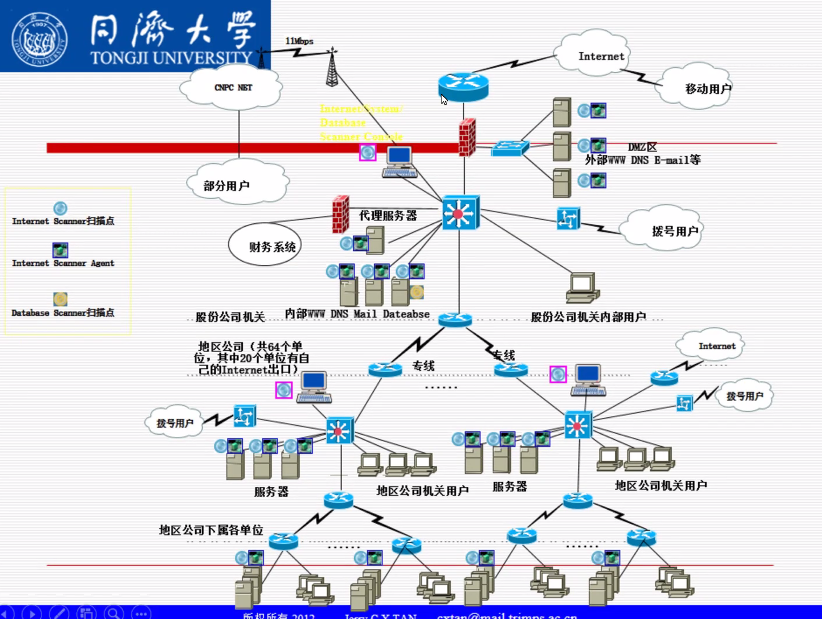 同濟大學
TONGJI UNIVERSITY
11Mbps
Internet
CNPC NET
移动用户
Internet System:
Database
Scanner Console
DMZ区
外部WWW DNS E-mail等
部分用户
Internet Scanner扫描点
代理服务器
拨号用户
财务系统
Internet Scanner Agent
Database Scanner扫描点
股份公司机关
内部WWW DNS Mail Dateabse
股份公司机关内部用户
地区公司（共64个单
位，其中20个单位有自
己的Internet出口）
专线
专线
......
Internet
拨号用户
拨号用户
服务器
地区公司机关用户
服务器
地区公司机关用户
地区公司下属各单位
......
......
版权所有 2012
Jerry C X TAN
cxtan@mail.trimps.ac.cn